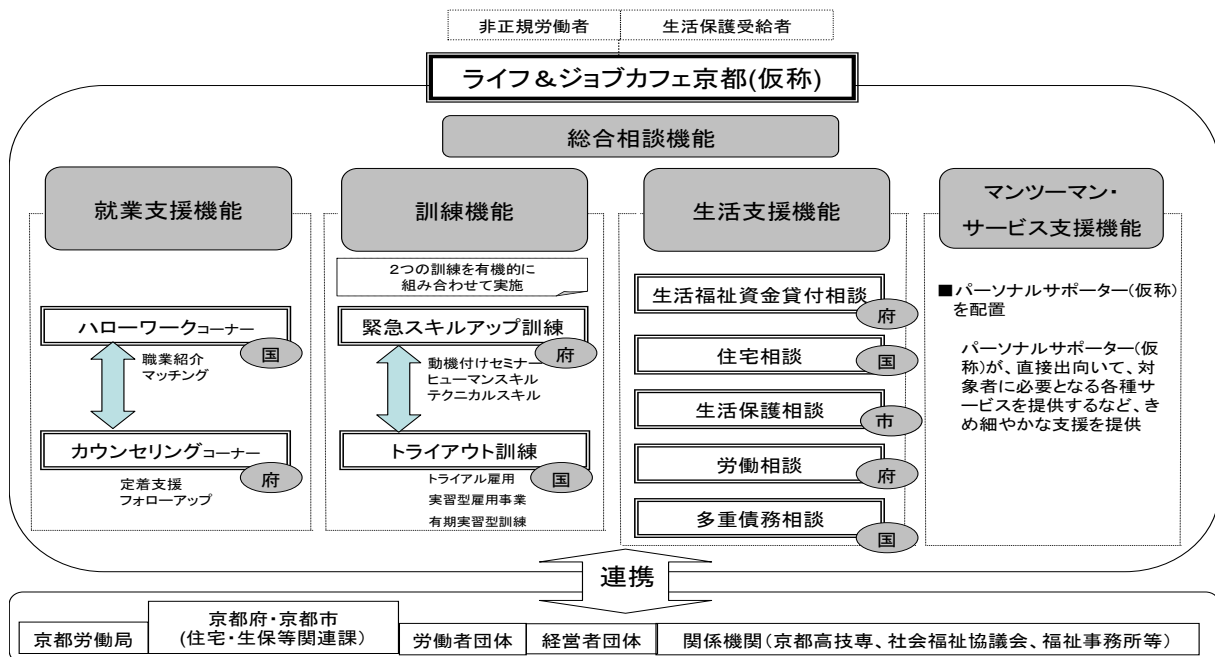 非正規労働者
生活保護受給者
ライフ&ジョブカフェ京都(仮称)
総合相談機能
就業支援機能
ハローワークコーナー
国
職業紹介
マッチング
カウンセリングコーナー
府
定着支援
フォローアップ
訓練機能
2つの訓練を有機的に
組み合わせて実施
緊急スキルアップ訓練
府
動機付けセミナー
ヒューマンスキル
テクニカルスキル
トライアウト訓練
国
トライアル雇用
実習型雇用事業
有期実習型訓練
生活支援機能
生活福祉資金貸付相談
府
住宅相談
国
生活保護相談
市
労働相談
府
多重債務相談
国
マンツーマン・
サービス支援機能
■パーソナルサポーター(仮称)
を配置
パーソナルサポーター(仮
称)が、直接出向いて、対
象者に必要となる各種サ
ービスを提供するなど、き
め細やかな支援を提供
連携
京都労働局
京都府・京都市
(住宅・生保等関連課)
労働者団体
経営者団体
関係機関(京都高技専、社会福祉協議会、福祉事務所等)